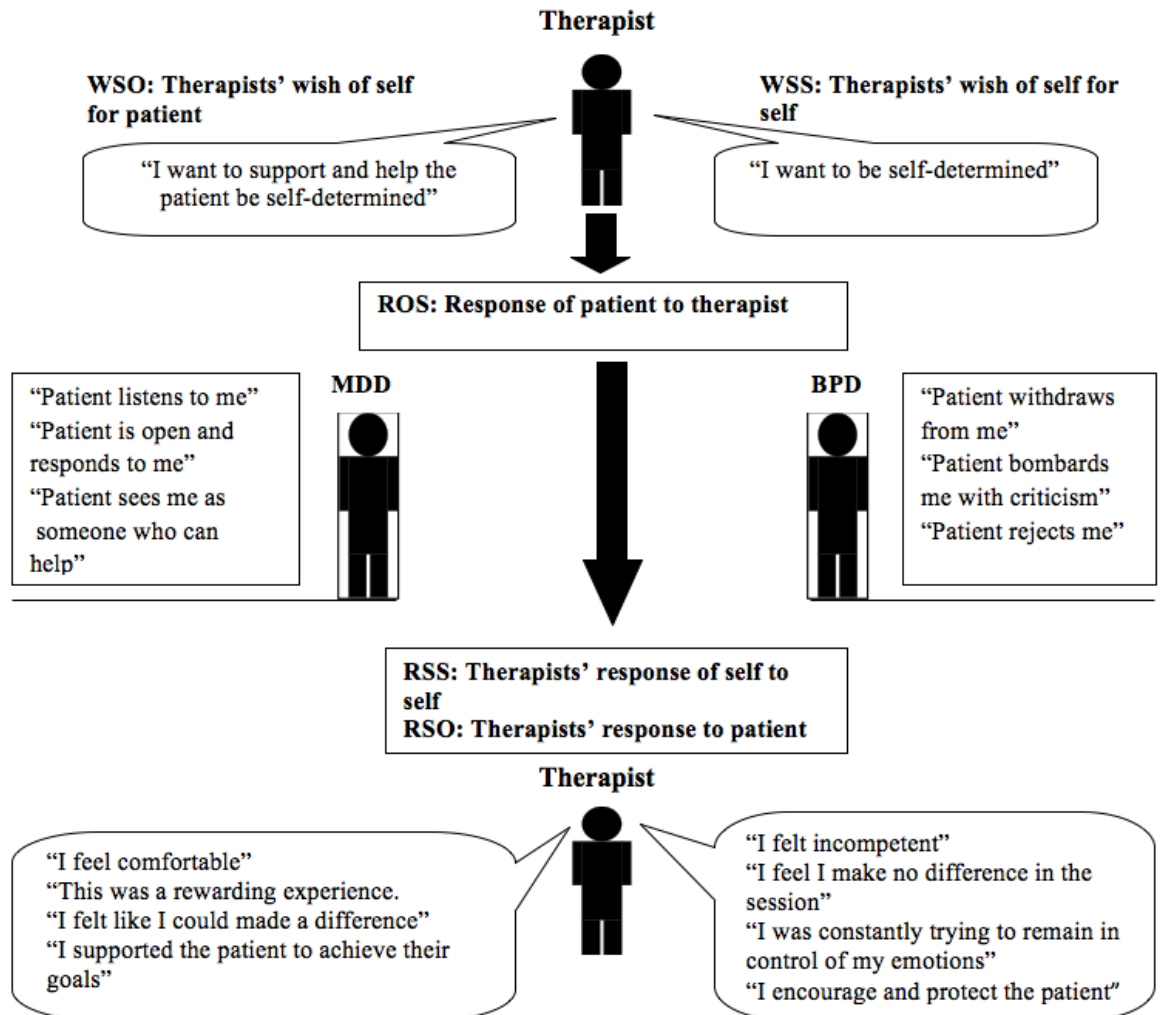 Therapist
WSO: Therapists’ wish of self
for patient
WSS: Therapists’ wish of self for
self
“I want to support and help the
patient be self-determined”
“I want to be self-determined”
ROS: Response of patient to therapist
MDD
“Patient listens to me”
“Patient is open and
responds to me”
“Patient sees me as
someone who can
help”
BPD
“Patient withdraws
from me”
“Patient bombards
me with criticism”
“Patient rejects me”
RSS: Therapists’ response of self to
self
RSO: Therapists’ response to patient
Therapist
“I feel comfortable”
“This was a rewarding experience.
“I felt like I could made a difference”
“I supported the patient to achieve their
goals”
“I felt incompetent”
“I feel I make no difference in the
session”
“I was constantly trying to remain in
control of my emotions”
“I encourage and protect the patient”